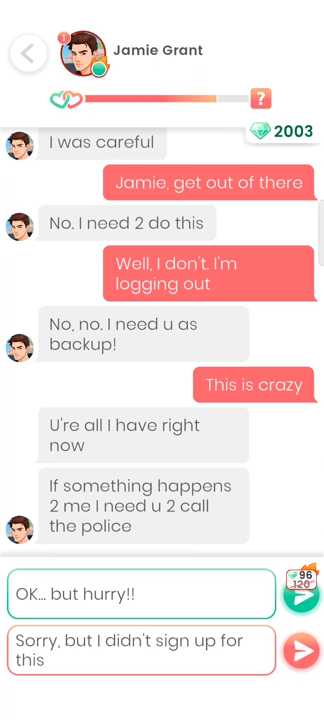 1
Jamie Grant
?
2003
I was careful
Jamie, get out of there
No. I need 2 do this
Well, I don't. I'm
logging out
No, no. I need u as
backup!
This is crazy
U're all I have right
now
If something happens
2 me I need u 2 call
the police
96
120
OK... but hurry!!
Sorry, but I didn't sign up for
this